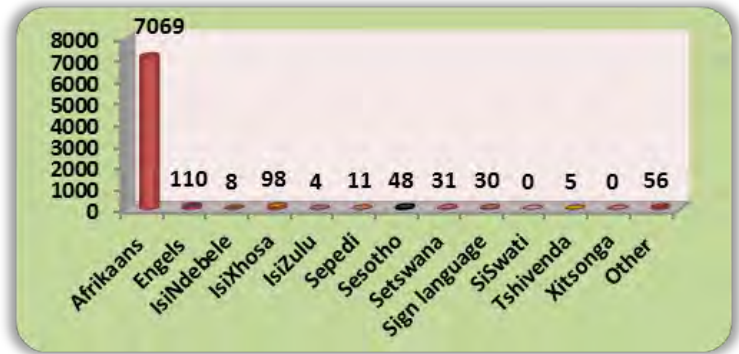 7069
8000
7000
6000
5000
4000
3000
2000
1000
0
110 8 98 4 11 48 31 30 0 5 0 56
Afrikaans
Engels
IsiNdebele
IsiXhosa
IsiZulu
Sepedi
Sesotho
Setswana
Sign language
SiSwati
Tshivenda
Xitsonga
Other